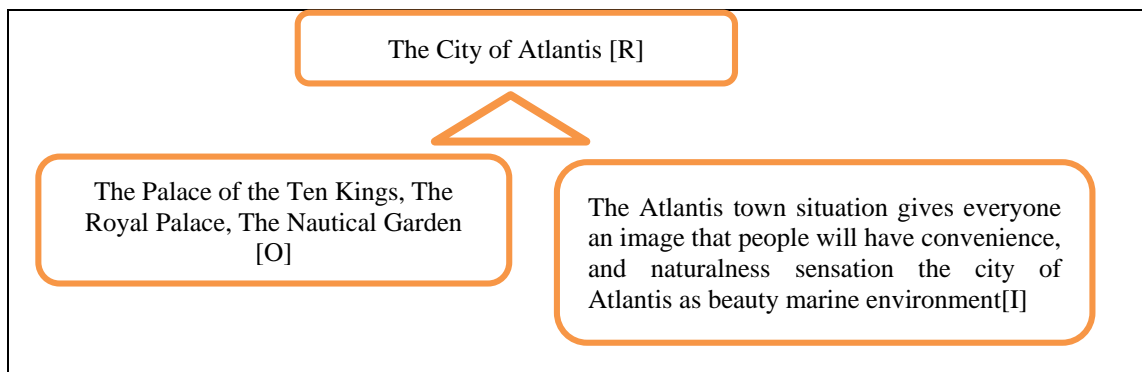 The City of Atlantis [R]
The Palace of the Ten Kings, The
Royal Palace, The Nautical Garden
[O]
The Atlantis town situation gives everyone
an image that people will have convenience,
and naturalness sensation the city of
Atlantis as beauty marine environment[I]